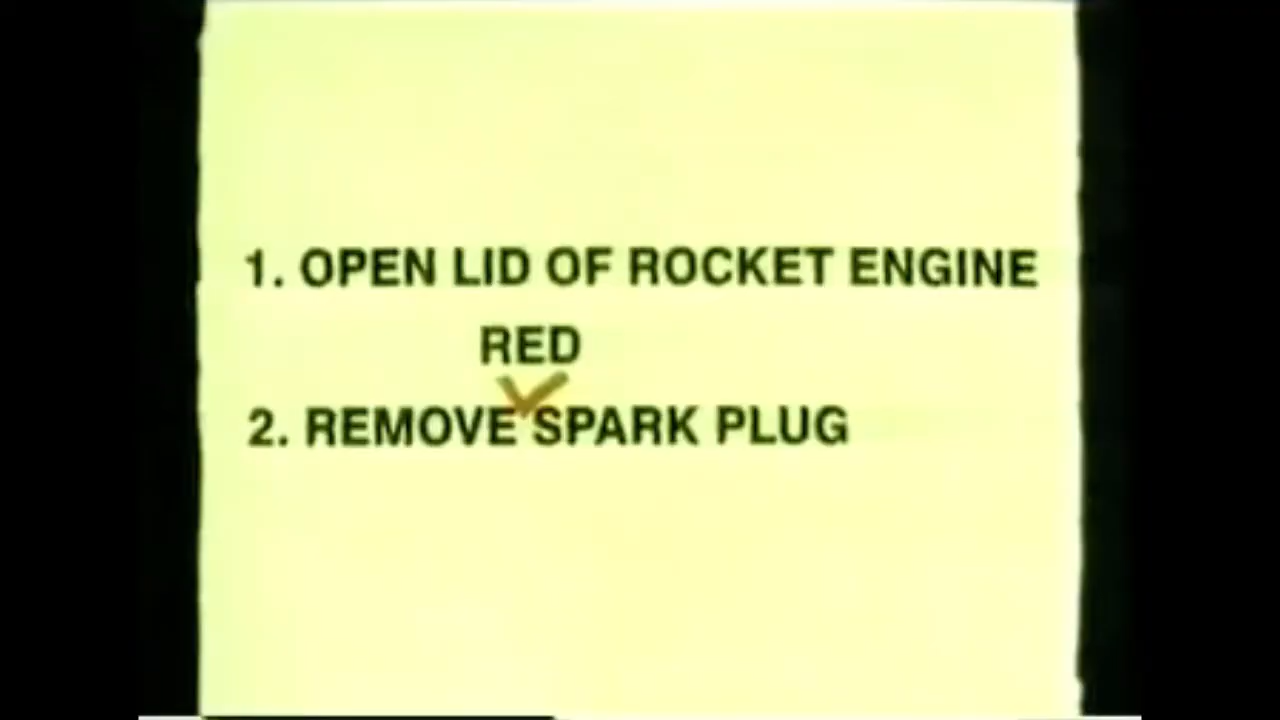 1. OPEN LID OF ROCKET ENGINE
RED
2. REMOVE SPARK PLUG